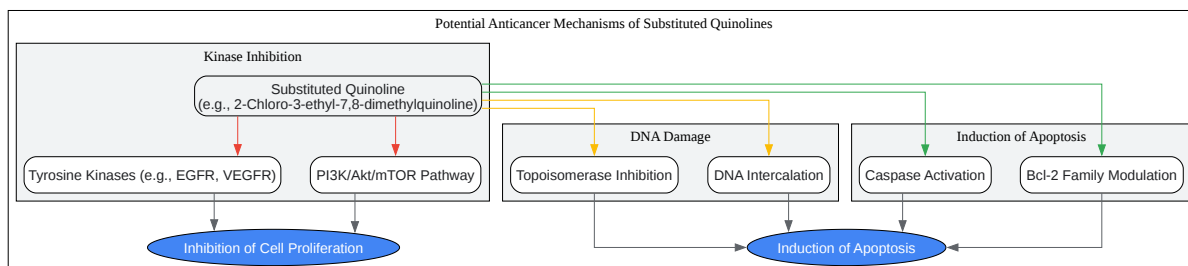 Potential Anticancer Mechanisms of Substituted Quinolines
Kinase Inhibition
Substituted Quinoline
(e.g., 2-Chloro-3-ethyl-7,8-dimethylquinoline)
DNA Damage
Induction of Apoptosis
Tyrosine Kinases (e.g., EGFR, VEGFR)
PI3K/Akt/mTOR Pathway
Topoisomerase Inhibition
DNA Intercalation
Caspase Activation
Bcl-2 Family Modulation
Inhibition of Cell Proliferation
Induction of Apoptosis